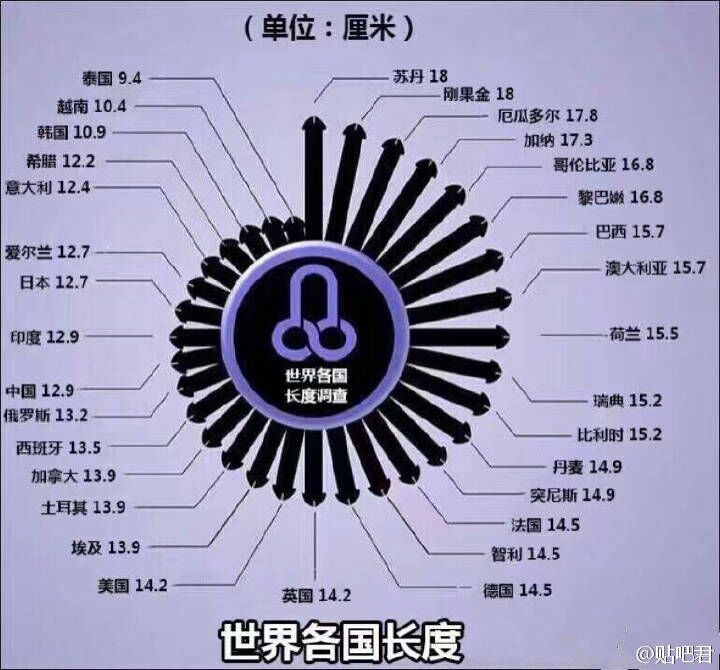 （单位：厘米）
苏丹 18
刚果金 18
厄瓜多尔 17.8
加纳 17.3
哥伦比亚 16.8
黎巴嫩 16.8
巴西 15.7
澳大利亚 15.7
荷兰 15.5
瑞典 15.2
比利时 15.2
丹麦 14.9
突尼斯 14.9
法国 14.5
智利 14.5
德国 14.5
英国 14.2
美国 14.2
埃及 13.9
土耳其 13.9
加拿大 13.9
西班牙 13.5
俄罗斯 13.2
中国 12.9
印度 12.9
日本 12.7
爱尔兰 12.7
意大利 12.4
希腊 12.2
韩国 10.9
越南 10.4
泰国 9.4
世界各国
长度调查
世界各国长度
@贴吧君